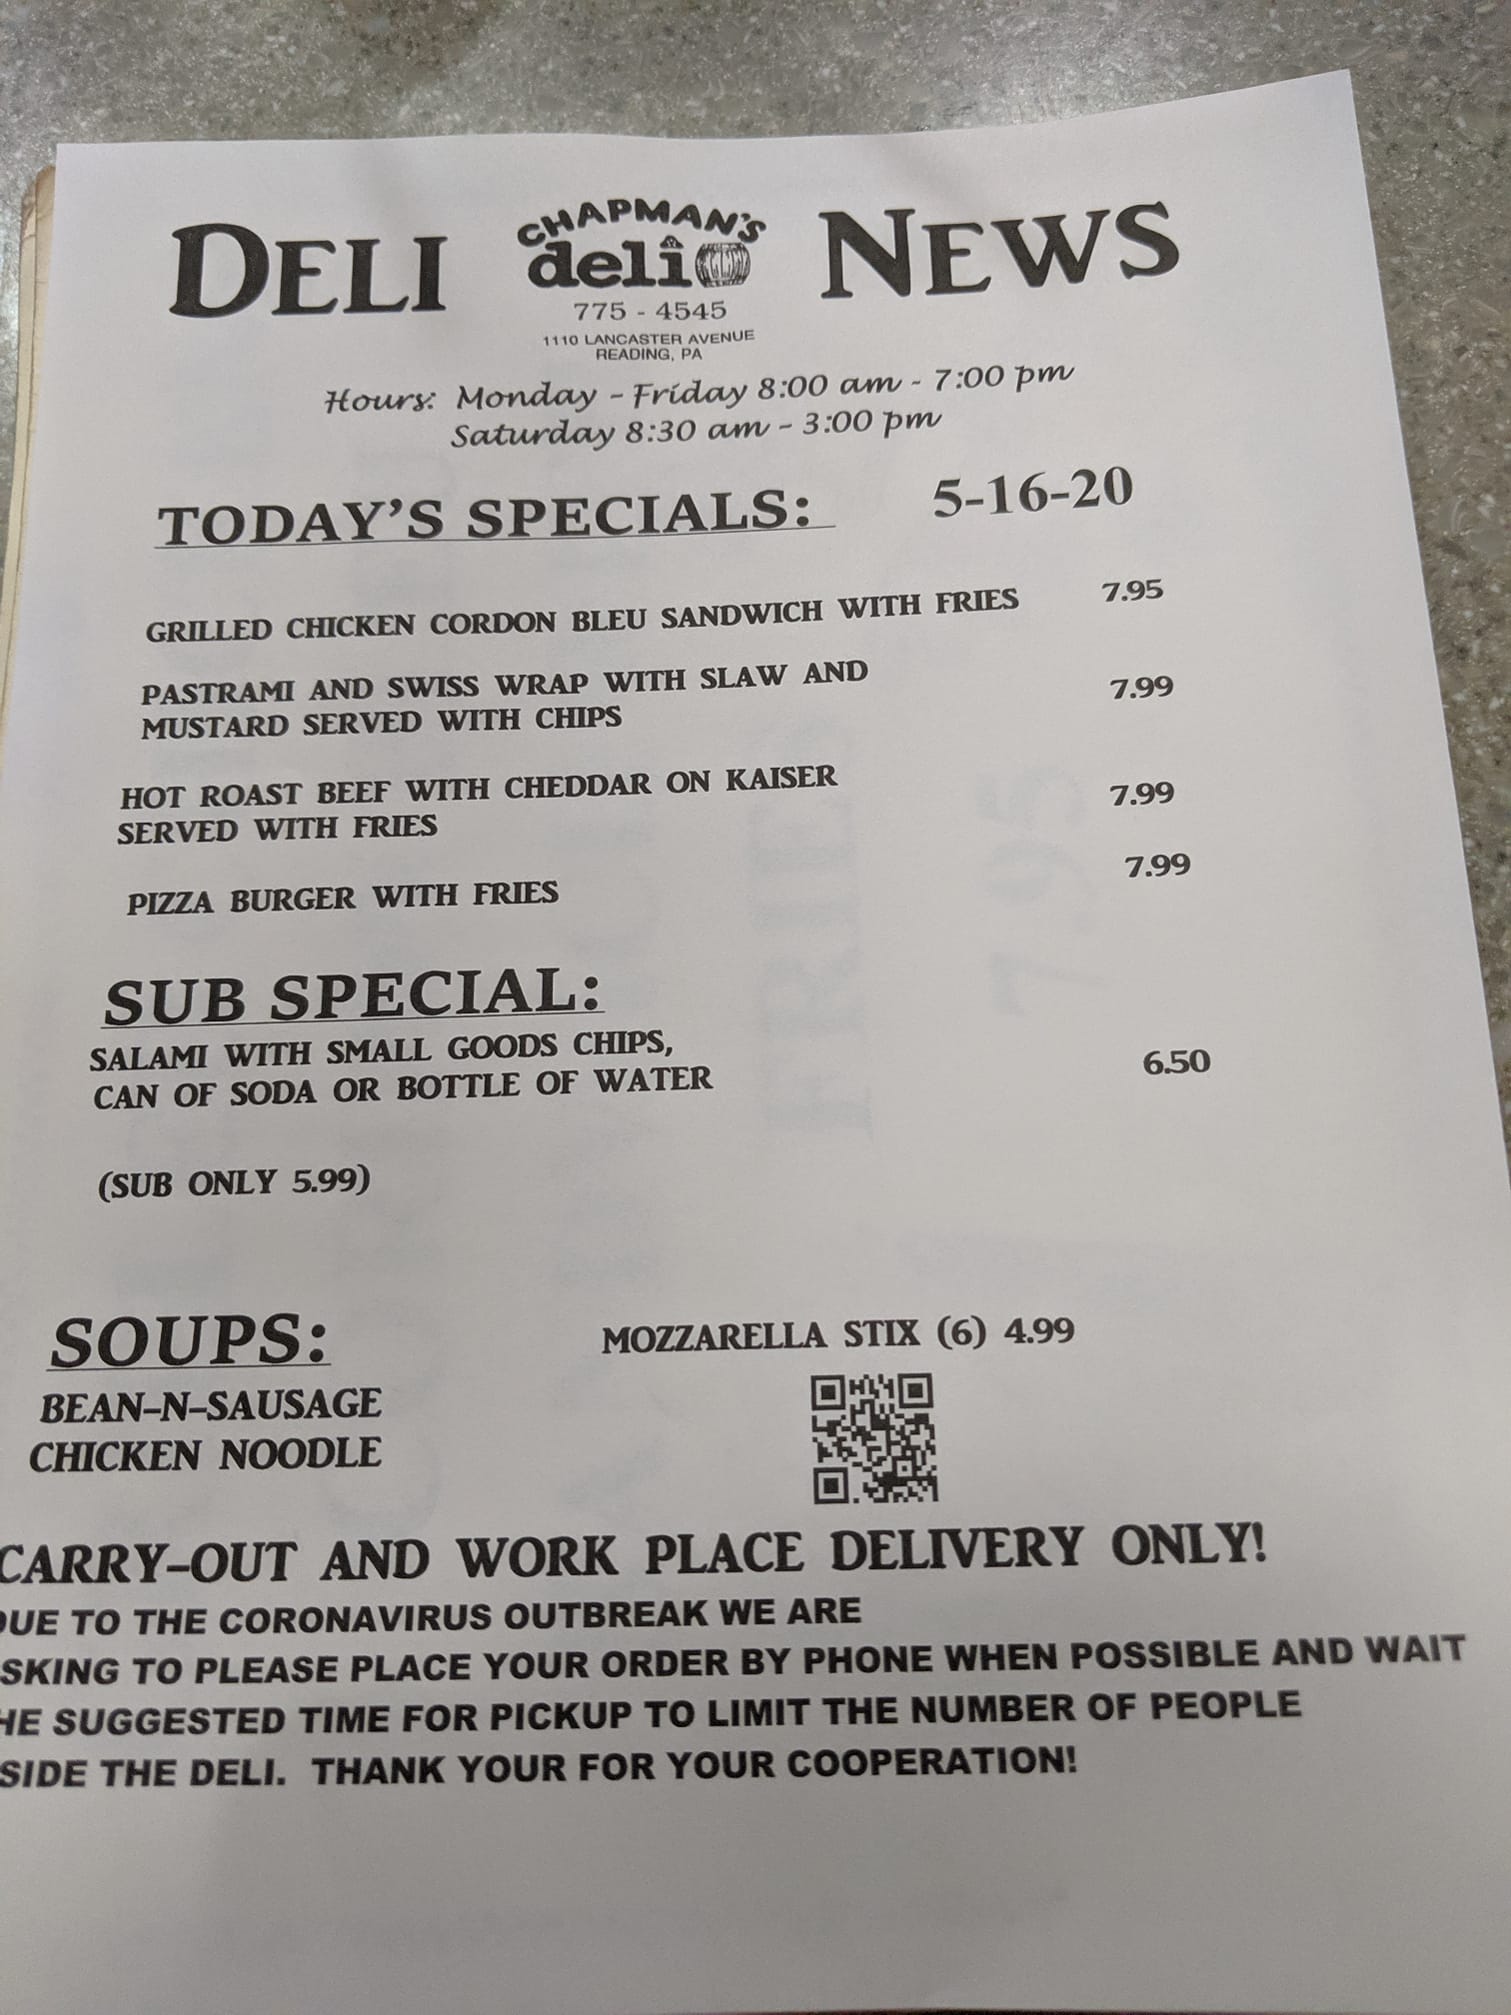 DELI CHAPMAN'S NEWS
deli
775 - 4545
1110 LANCASTER AVENUE
READING, PA
Hours: Monday - Friday 8:00 am - 7:00 pm
Saturday 8:30 am - 3:00 pm
TODAY'S SPECIALS: 5-16-20
GRILLED CHICKEN CORDON BLEU SANDWICH WITH FRIES 7.95
PASTRAMI AND SWISS WRAP WITH SLAW AND
MUSTARD SERVED WITH CHIPS 7.99
HOT ROAST BEEF WITH CHEDDAR ON KAISER
SERVED WITH FRIES 7.99
PIZZA BURGER WITH FRIES 7.99
SUB SPECIAL:
SALAMI WITH SMALL GOODS CHIPS,
CAN OF SODA OR BOTTLE OF WATER 6.50
(SUB ONLY 5.99)
SOUPS: MOZZARELLA STIX (6) 4.99
BEAN-N-SAUSAGE
CHICKEN NOODLE
CARRY-OUT AND WORK PLACE DELIVERY ONLY!
DUE TO THE CORONAVIRUS OUTBREAK WE ARE
SKING TO PLEASE PLACE YOUR ORDER BY PHONE WHEN POSSIBLE AND WAIT
HE SUGGESTED TIME FOR PICKUP TO LIMIT THE NUMBER OF PEOPLE
SIDE THE DELI. THANK YOUR FOR YOUR COOPERATION!